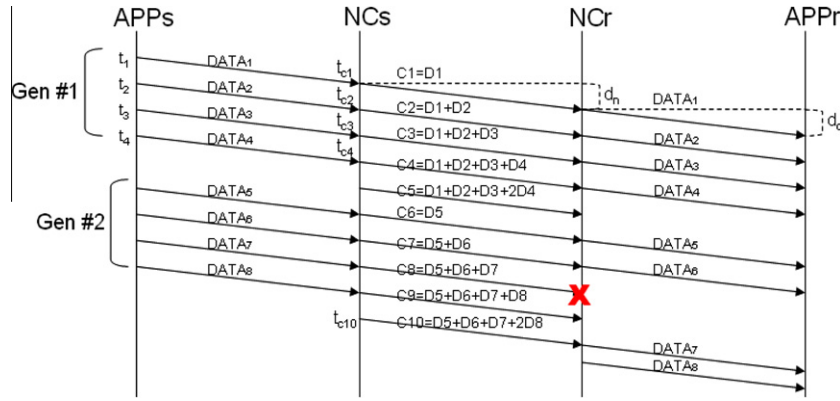 APPs NCs NCr APPr
Gen #1
t1 DATA1 tc1 C1=D1
t2 DATA2 tc2 C2=D1+D2 dn DATA1
t3 DATA3 tc3 C3=D1+D2+D3 DATA2
t4 DATA4 tc4 C4=D1+D2+D3+D4 DATA3
C5=D1+D2+D3+2D4 DATA4
Gen #2
DATA5 C6=D5
DATA6 C7=D5+D6 DATA5
DATA7 C8=D5+D6+D7 DATA6
DATA8 C9=D5+D6+D7+D8
X
tc10 C10=D5+D6+D7+2D8
DATA7
DATA8